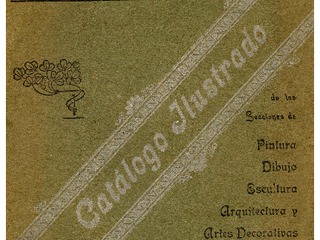 Catálogo Ilustrado
de las
Secciones de
Pintura
Dibujo
Escultura
Arquitectura y
Artes Decorativas